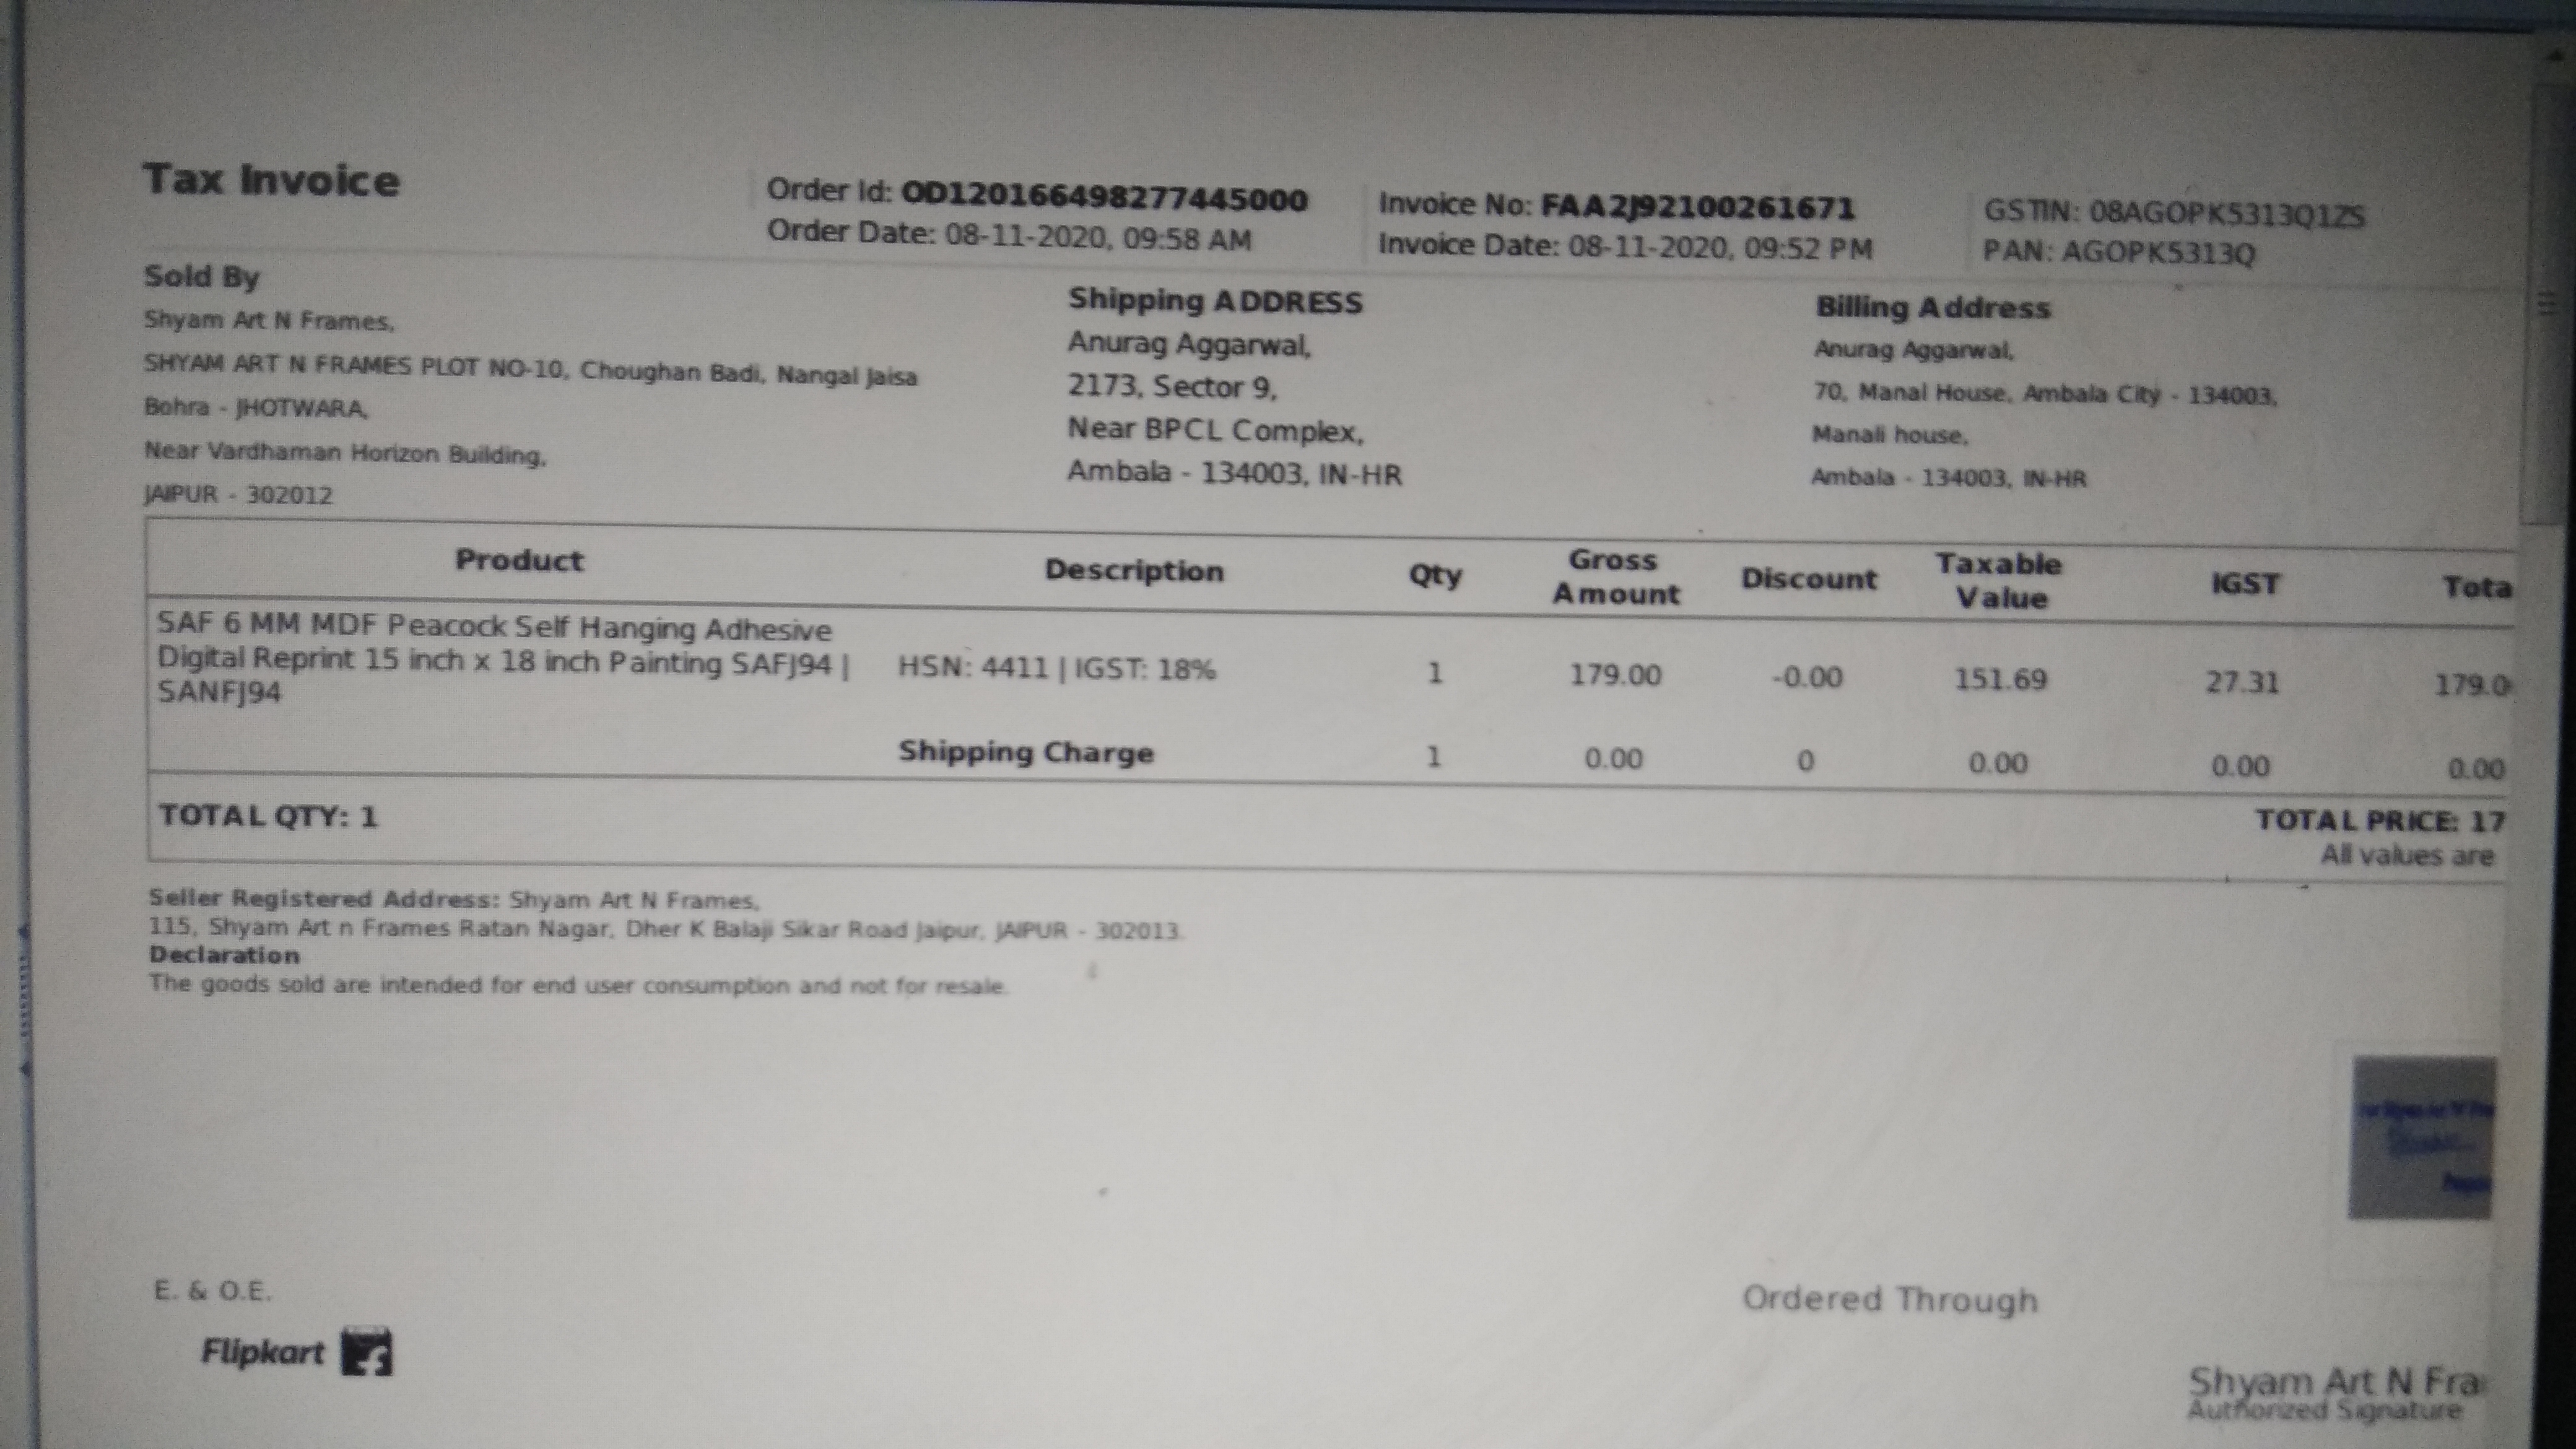 Tax Invoice
Order Id: OD120166498277445000
Order Date: 08-11-2020, 09:58 AM
Invoice No: FAA2J92100261671
Invoice Date: 08-11-2020, 09:52 PM
GSTIN: 08AGOPK5313Q1ZS
PAN: AGOPK5313Q
Sold By
Shyam Art N Frames,
SHYAM ART N FRAMES PLOT NO-10, Choughan Badi, Nangal Jaisa
Bohra - JHOTWARA,
Near Vardhaman Horizon Building,
JAIPUR - 302012
Shipping ADDRESS
Anurag Aggarwal,
2173, Sector 9,
Near BPCL Complex,
Ambala - 134003, IN-HR
Billing Address
Anurag Aggarwal,
70, Manal House, Ambala City - 134003,
Manali house,
Ambala - 134003, IN-HR
Product Description Qty Gross Amount Discount Taxable Value IGST Tota
SAF 6 MM MDF Peacock Self Hanging Adhesive
Digital Reprint 15 inch x 18 inch Painting SAFJ94 | HSN: 4411 | IGST: 18% 1 179.00 -0.00 151.69 27.31 179.0
SANFJ94
Shipping Charge 1 0.00 0 0.00 0.00 0.00
TOTAL QTY: 1 TOTAL PRICE: 17
All values are
Seller Registered Address: Shyam Art N Frames,
115, Shyam Art n Frames Ratan Nagar, Dher K Balaji Sikar Road Jaipur, JAIPUR - 302013.
Declaration
The goods sold are intended for end user consumption and not for resale.
E. & O.E.
Ordered Through
Flipkart
Shyam Art N Fra
Authorized Signature